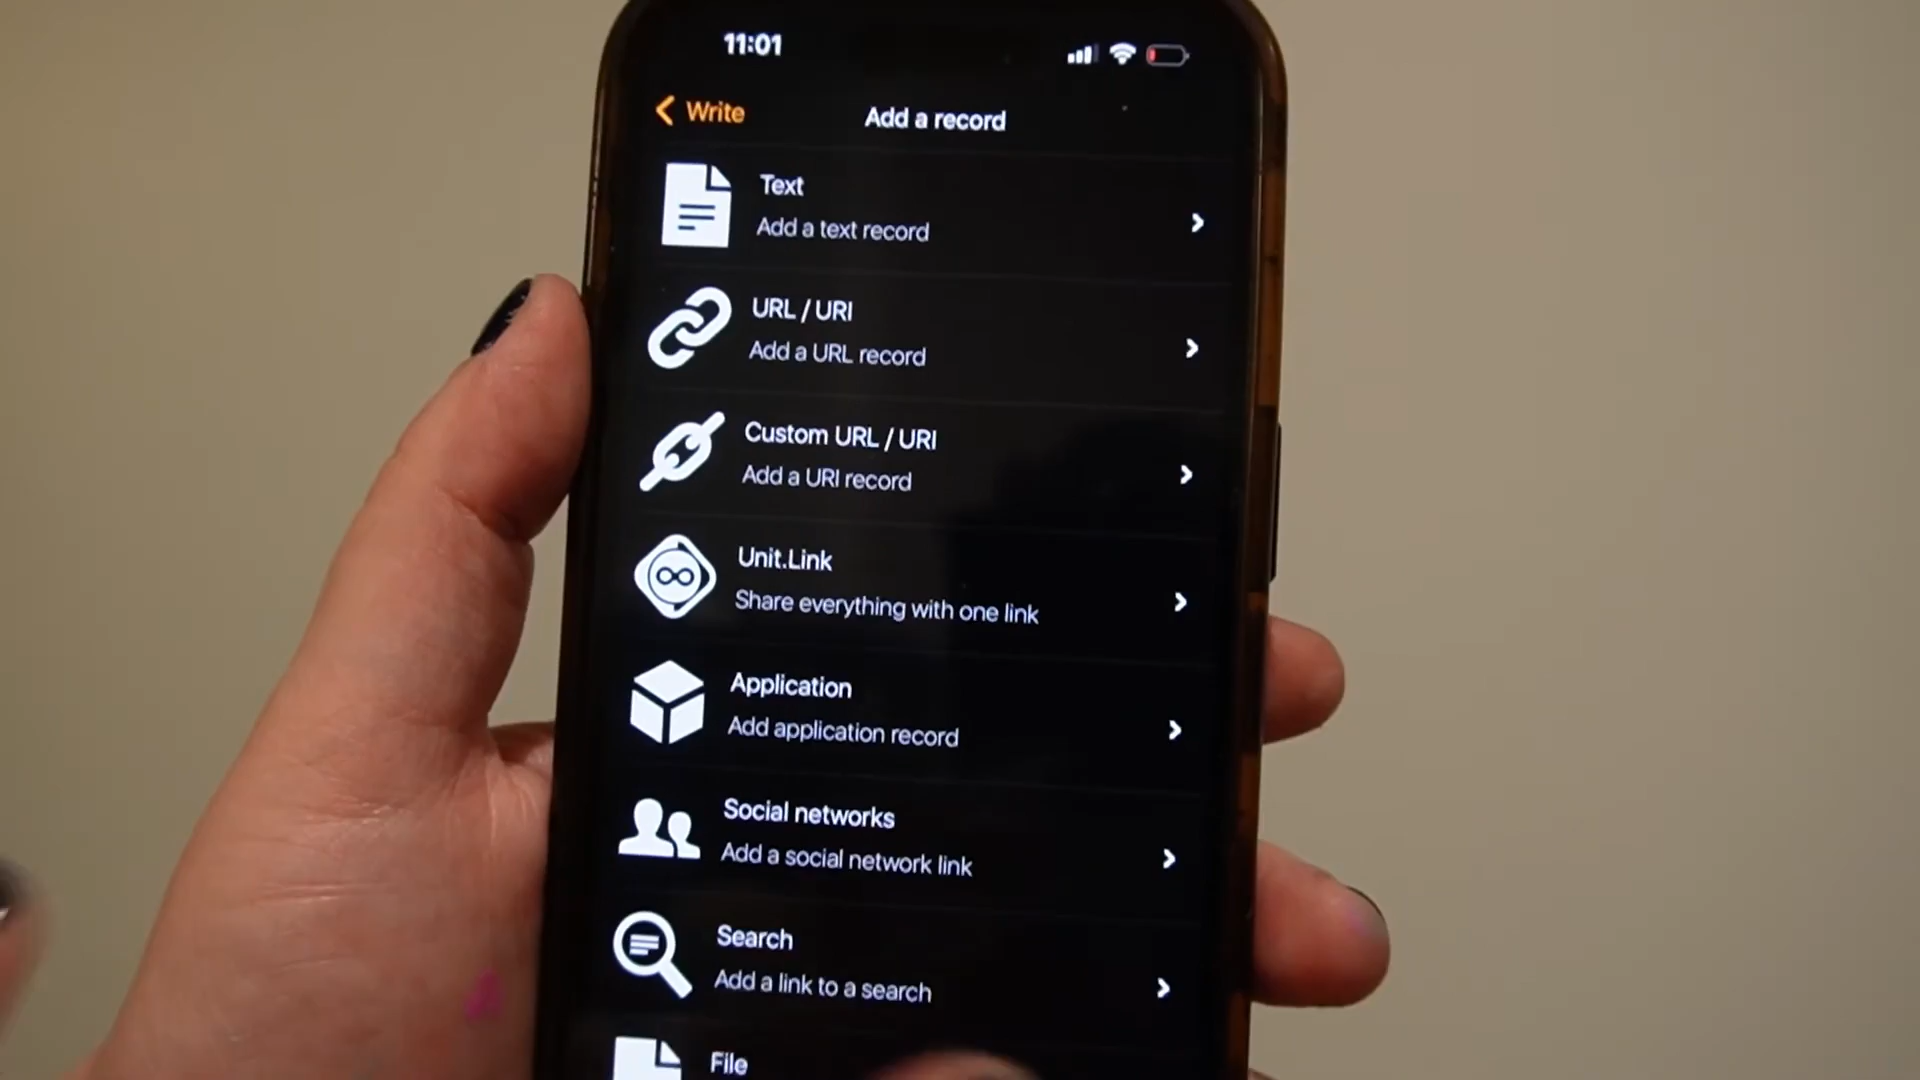 11:01
Write
Add a record
Text
Add a text record
URL / URI
Add a URL record
Custom URL / URI
Add a URI record
Unit.Link
Share everything with one link
Application
Add application record
Social networks
Add a social network link
Search
Add a link to a search
File